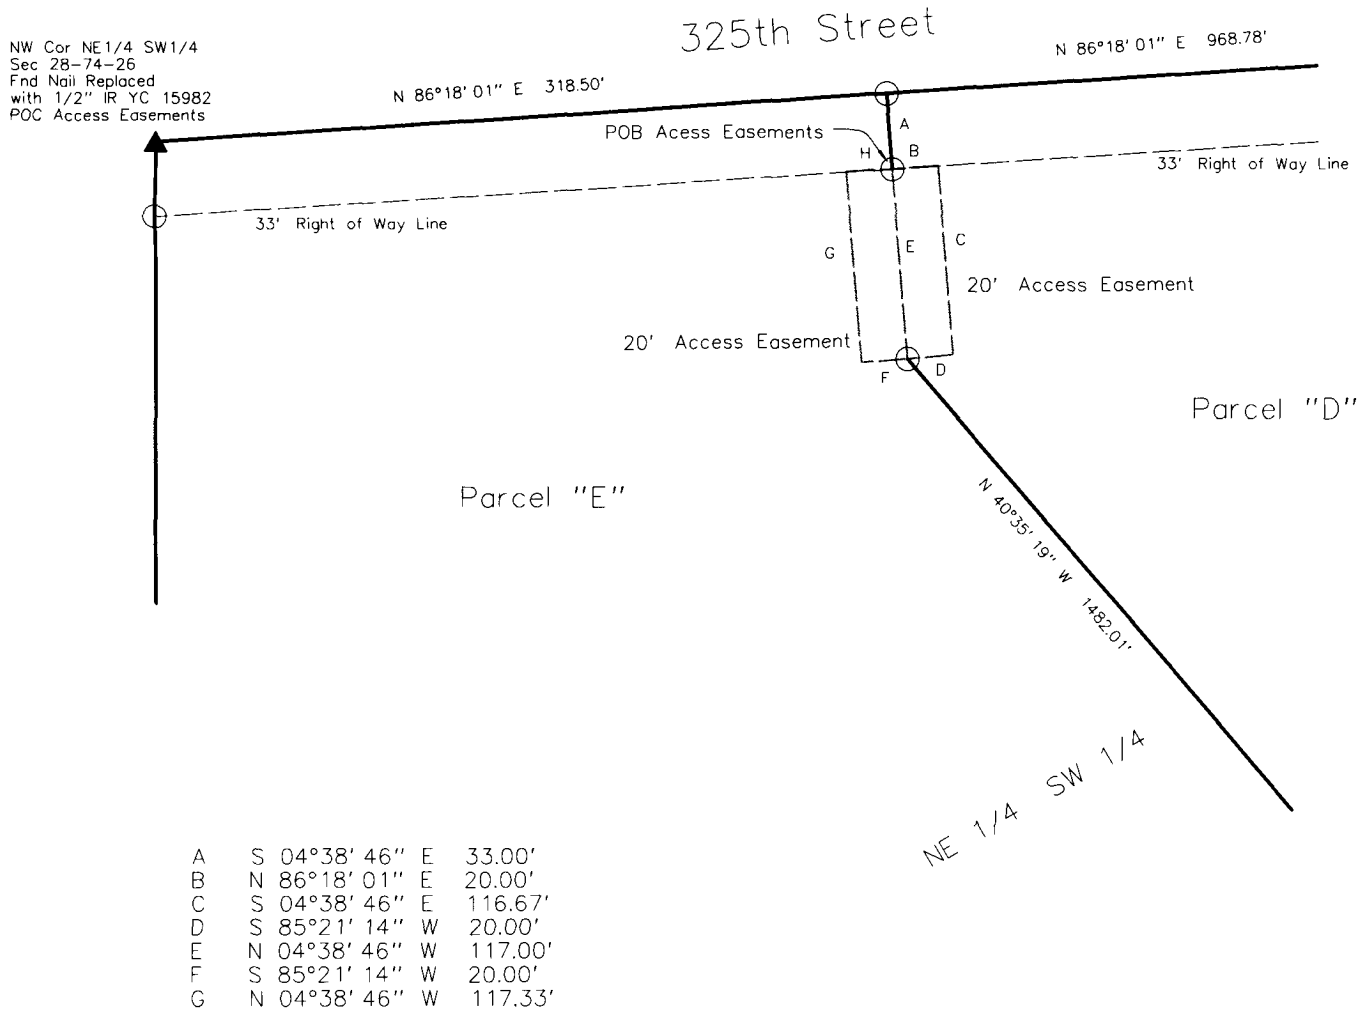 325th Street
NW Cor NE1/4 SW1/4
Sec 28-74-26
Fnd Nail Replaced
with 1/2" IR YC 15982
POC Access Easements
N 86°18'01" E 318.50'
N 86°18'01" E 968.78'
POB Acess Easements
A
H
B
33' Right of Way Line
33' Right of Way Line
G
E
C
20' Access Easement
20' Access Easement
F
D
Parcel "D"
Parcel "E"
N 40°35'19" W 1482.01'
NE 1/4 SW 1/4
A S 04°38'46" E 33.00'
B N 86°18'01" E 20.00'
C S 04°38'46" E 116.67'
D S 85°21'14" W 20.00'
E N 04°38'46" W 117.00'
F S 85°21'14" W 20.00'
G N 04°38'46" W 117.33'